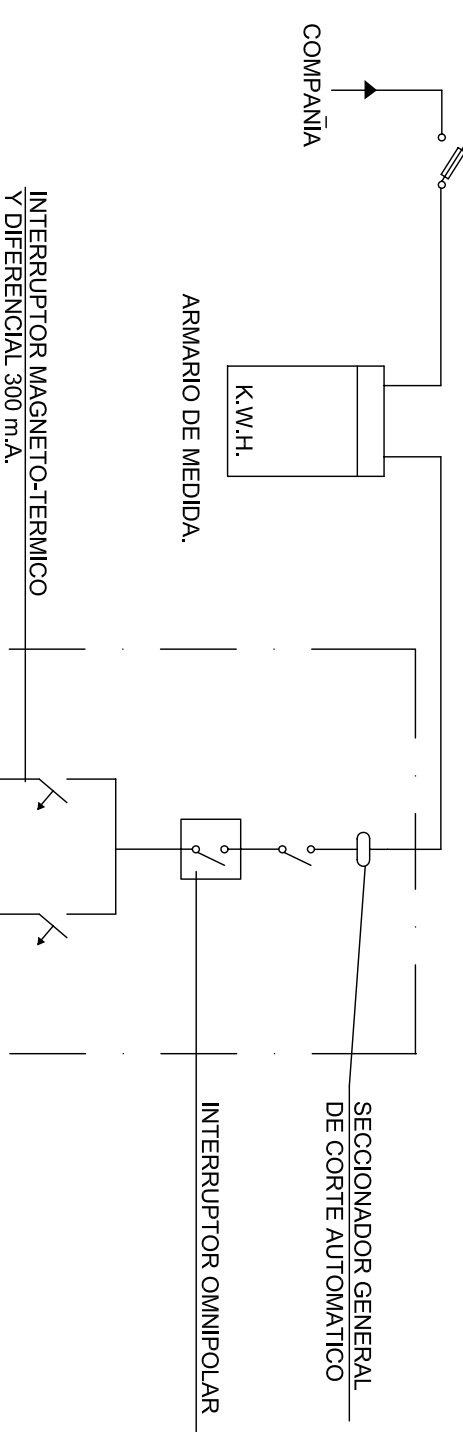 COMPAÑIA
K.W.H.
ARMARIO DE MEDIDA.
INTERRUPTOR MAGNETO-TERMICO
Y DIFERENCIAL 300 m.A.
SECCIONADOR GENERAL
DE CORTE AUTOMATICO
INTERRUPTOR OMNIPOLAR